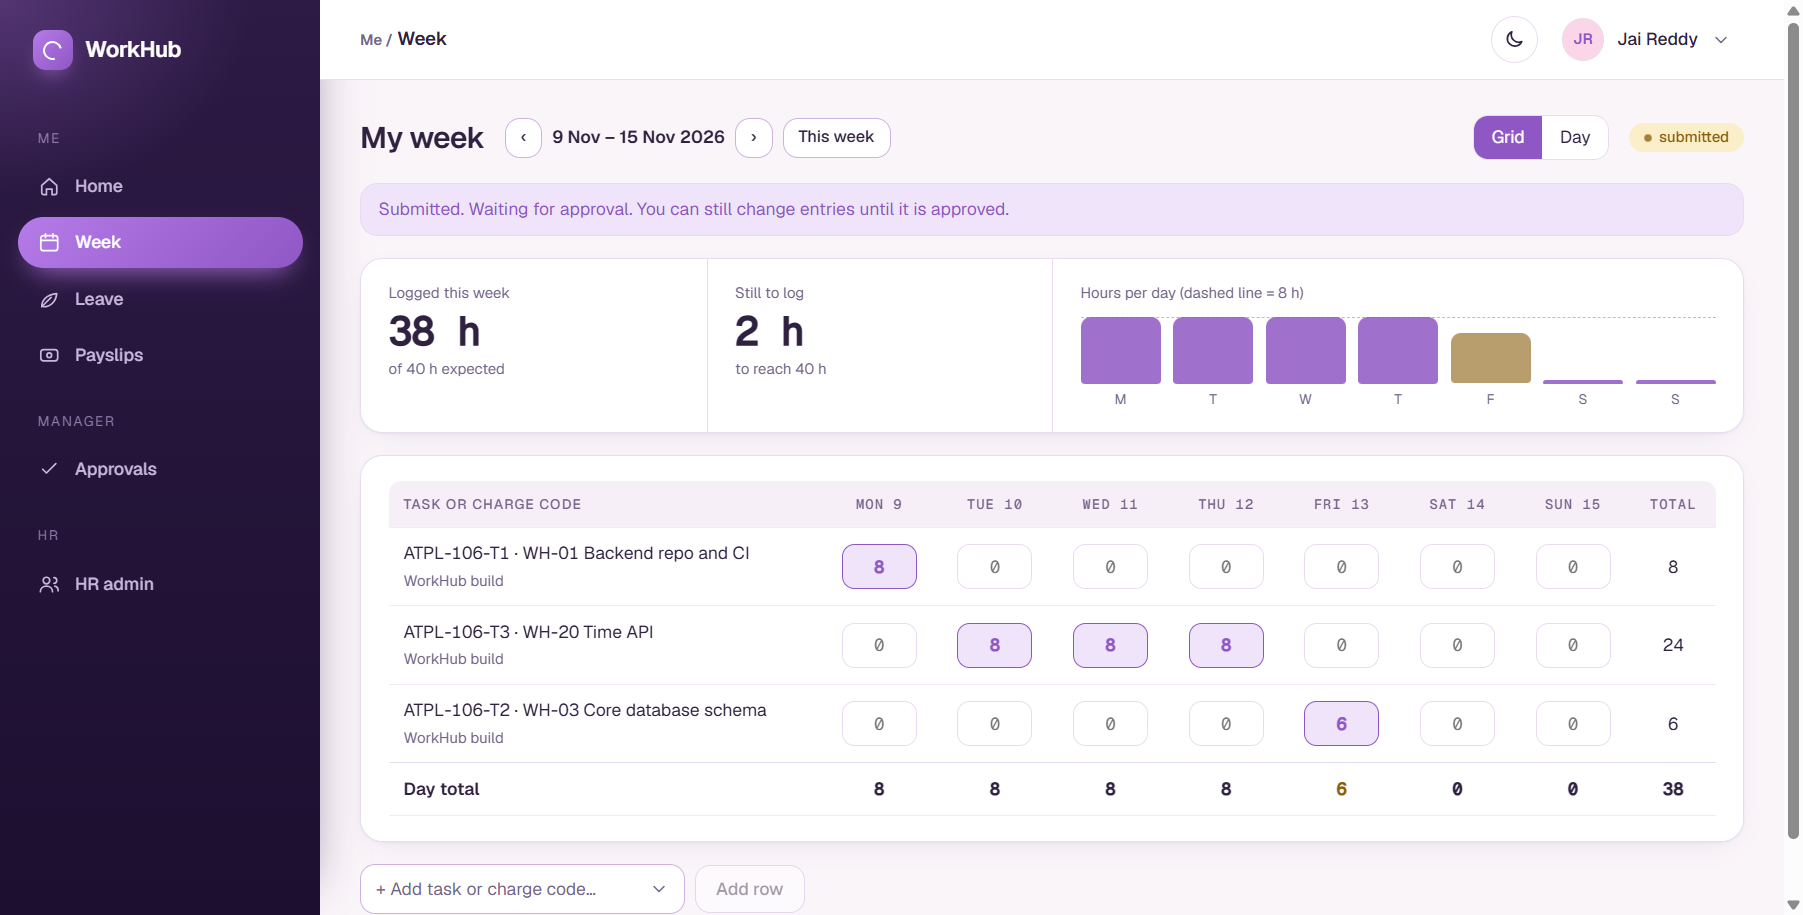 WorkHub
ME
Home
Week
Leave
Payslips
MANAGER
Approvals
HR
HR admin
Me / Week
JR Jai Reddy
My week ‹ 9 Nov – 15 Nov 2026 › This week
Grid Day submitted
Submitted. Waiting for approval. You can still change entries until it is approved.
Logged this week
38 h
of 40 h expected
Still to log
2 h
to reach 40 h
Hours per day (dashed line = 8 h)
M T W T F S S
TASK OR CHARGE CODE MON 9 TUE 10 WED 11 THU 12 FRI 13 SAT 14 SUN 15 TOTAL
ATPL-106-T1 · WH-01 Backend repo and CI
WorkHub build
8 0 0 0 0 0 0 8
ATPL-106-T3 · WH-20 Time API
WorkHub build
0 8 8 8 0 0 0 24
ATPL-106-T2 · WH-03 Core database schema
WorkHub build
0 0 0 0 6 0 0 6
Day total 8 8 8 8 6 0 0 38
+ Add task or charge code... Add row